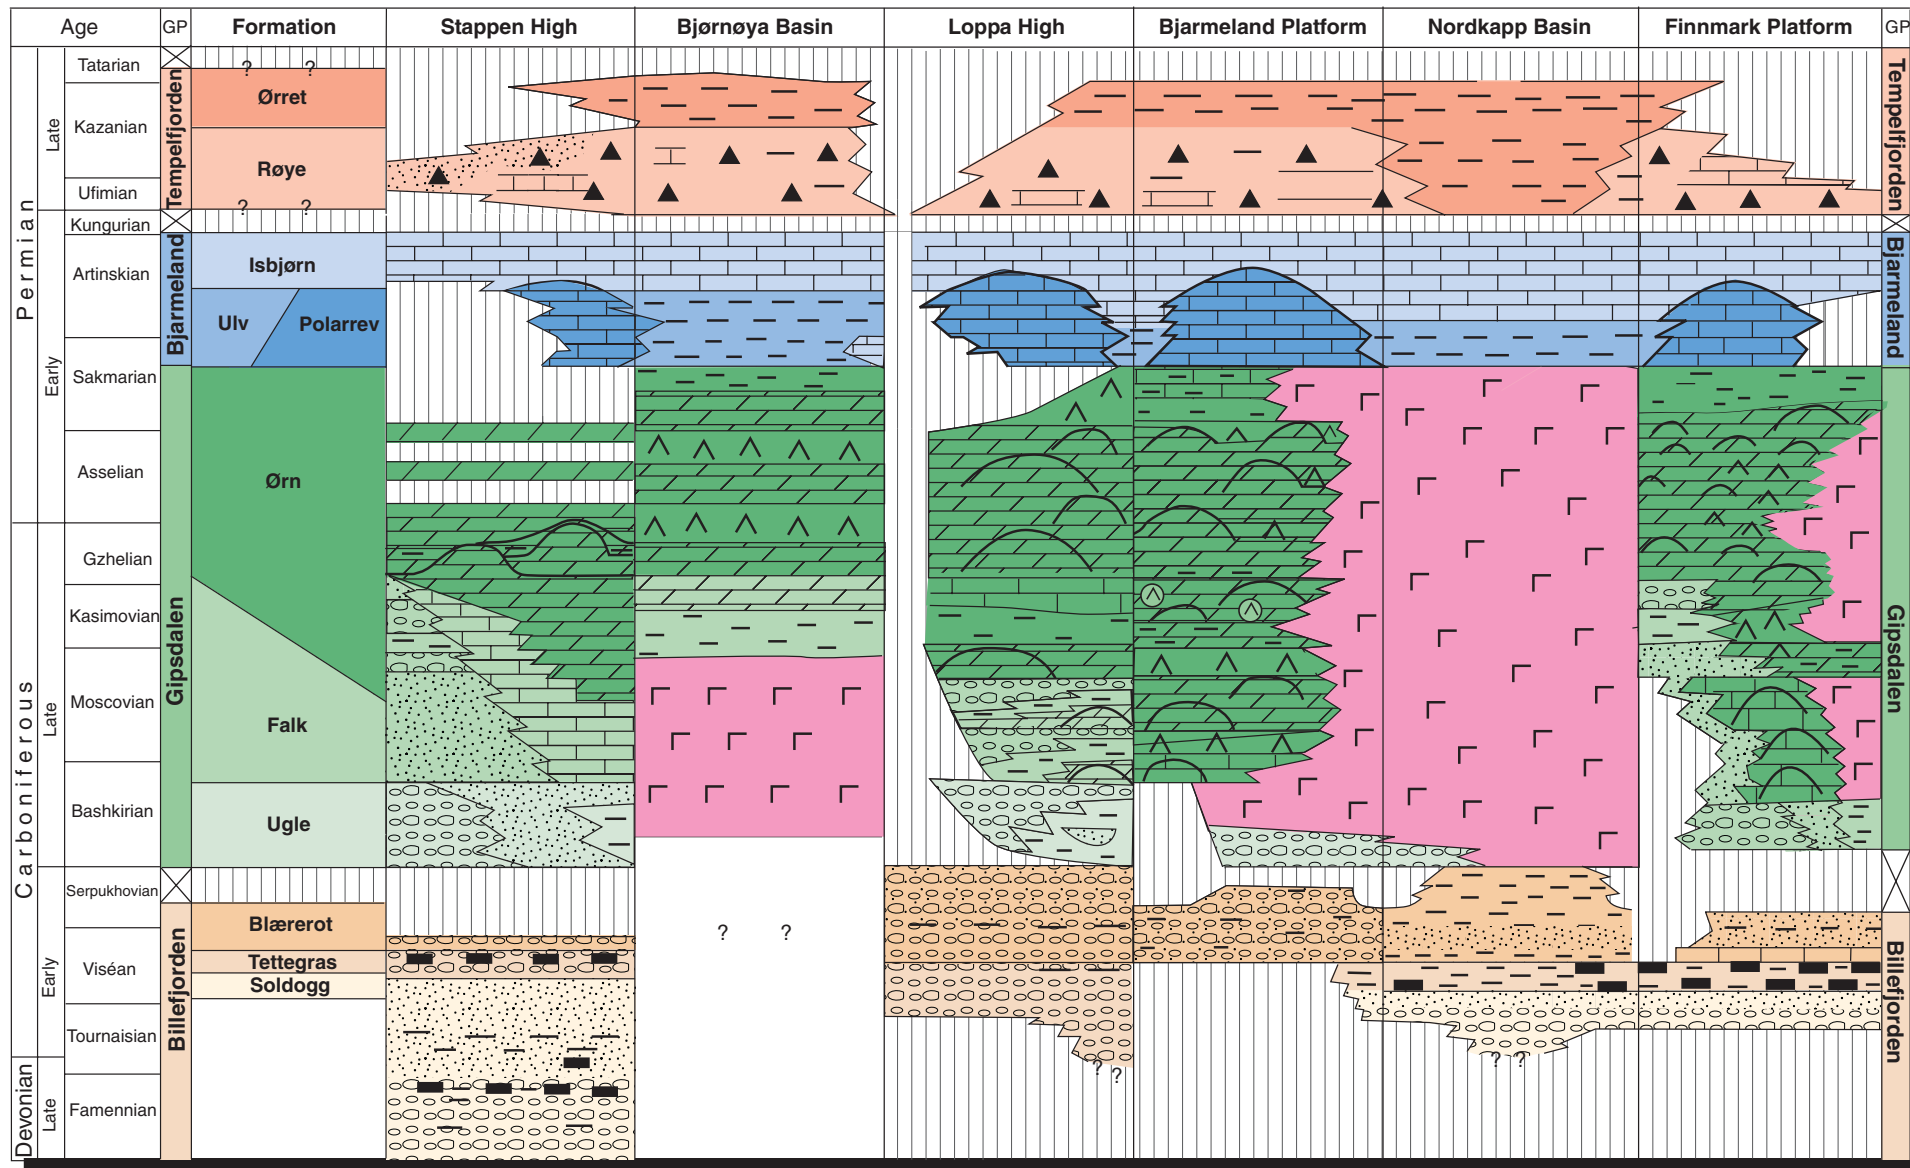 Age GP Formation Stappen High Bjørnøya Basin Loppa High Bjarmeland Platform Nordkapp Basin Finnmark Platform GP
Permian
Carboniferous
Devonian
Late
Early
Late
Early
Late
Tatarian
Kazanian
Ufimian
Kungurian
Artinskian
Sakmarian
Asselian
Gzhelian
Kasimovian
Moscovian
Bashkirian
Serpukhovian
Viséan
Tournaisian
Famennian
Tempelfjorden
Bjarmeland
Gipsdalen
Billefjorden
? ?
Ørret
Røye
? ?
Isbjørn
Ulv Polarrev
Ørn
Falk
Ugle
Blærerot
Tettegras
Soldogg
? ?
? ?
? ?
Tempelfjorden
Bjarmeland
Gipsdalen
Billefjorden